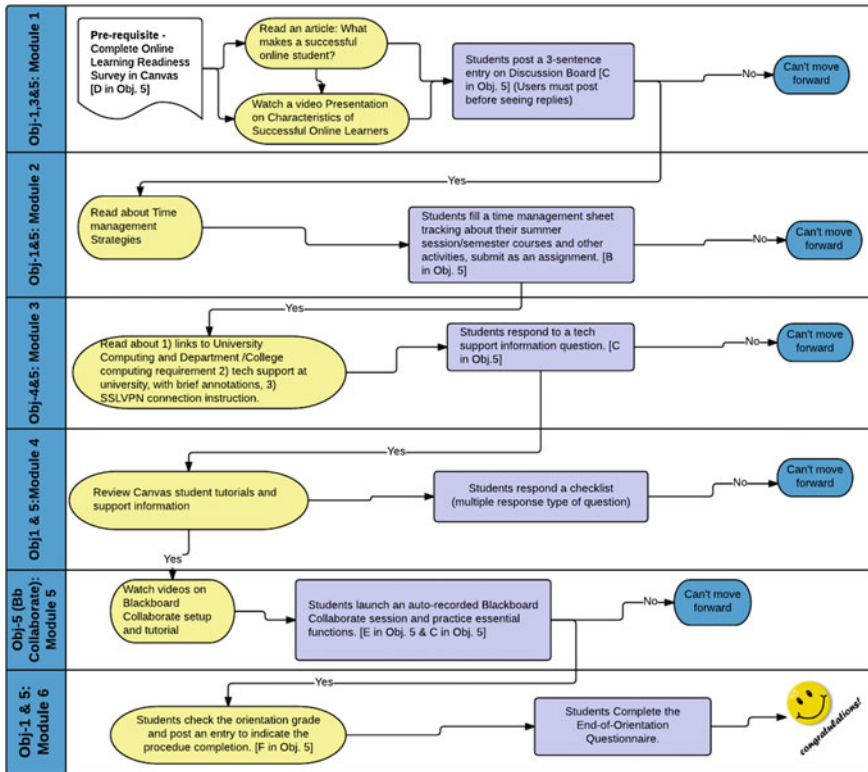 Obj-1,3&5: Module 1
Pre-requisite -
Complete Online
Learning Readiness
Survey in Canvas
[D in Obj. 5]
Read an article: What
makes a successful
online student?
Watch a video Presentation
on Characteristics of
Successful Online Learners
Students post a 3-sentence
entry on Discussion Board [C
in Obj. 5] (Users must post
before seeing replies)
No
Can't move
forward
Yes
Obj-1&5: Module 2
Read about Time
management
Strategies
Students fill a time management sheet
tracking about their summer
session/semester courses and other
activities, submit as an assignment. [B
in Obj. 5]
No
Can't move
forward
Yes
Obj-4&5: Module 3
Read about 1) links to University
Computing and Department /College
computing requirement 2) tech support at
university, with brief annotations, 3)
SSLVPN connection instruction.
Students respond to a tech
support information question. [C
in Obj.5]
No
Can't move
forward
Yes
Obj1 & 5:Module 4
Review Canvas student tutorials and
support information
Students respond a checklist
(multiple response type of question)
No
Can't move
forward
Yes
Obj-5 (Bb
Collaborate):
Module 5
Watch videos on
Blackboard
Collaborate setup
and tutorial
Students launch an auto-recorded Blackboard
Collaborate session and practice essential
functions. [E in Obj. 5 & C in Obj. 5]
No
Can't move
forward
Yes
Obj-1 & 5:
Module 6
Students check the orientation grade
and post an entry to indicate the
procedue completion. [F in Obj. 5]
Students Complete the
End-of-Orientation
Questionnaire.
congratulations!